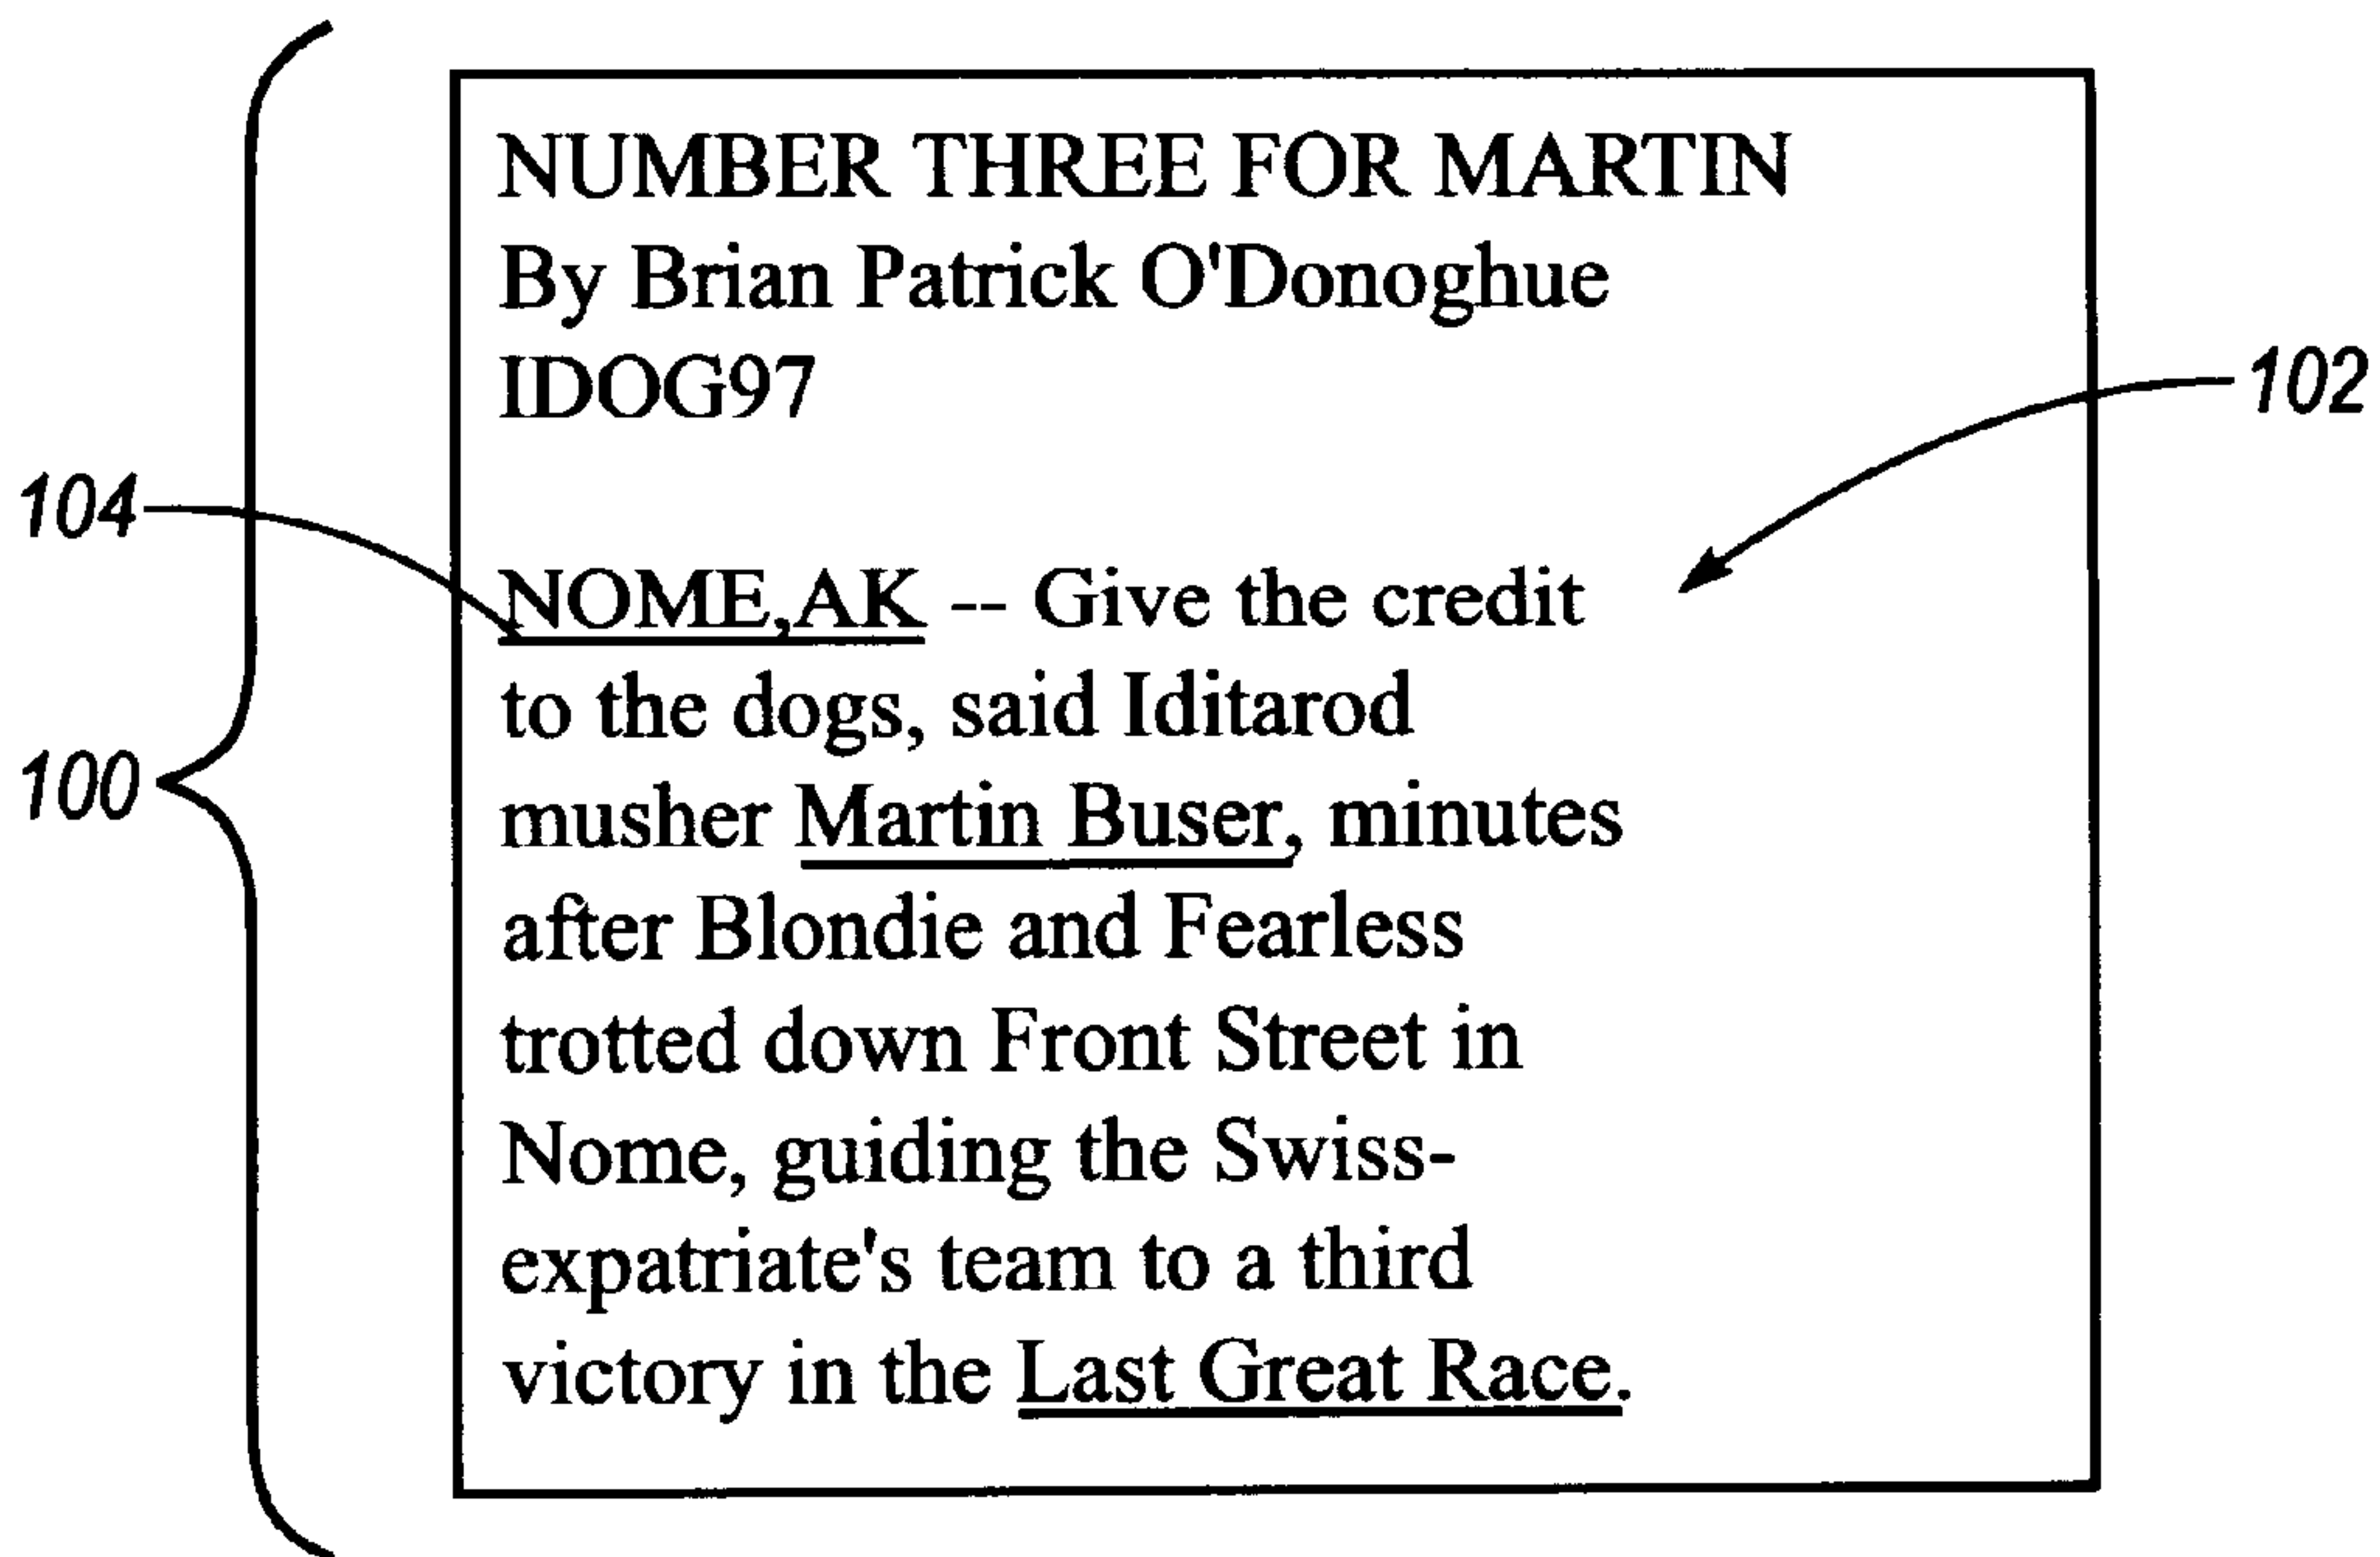 NUMBER THREE FOR MARTIN
By Brian Patrick O'Donoghue
IDOG97
102
104
NOME,AK -- Give the credit
to the dogs, said Iditarod
100
musher Martin Buser, minutes
after Blondie and Fearless
trotted down Front Street in
Nome, guiding the Swiss-
expatriate's team to a third
victory in the Last Great Race.